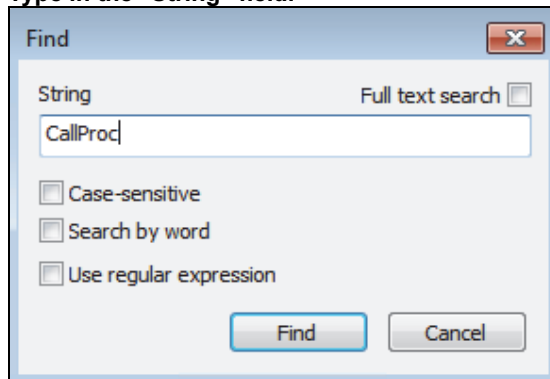 Find
String Full text search
CallProc
Case-sensitive
Search by word
Use regular expression
Find Cancel